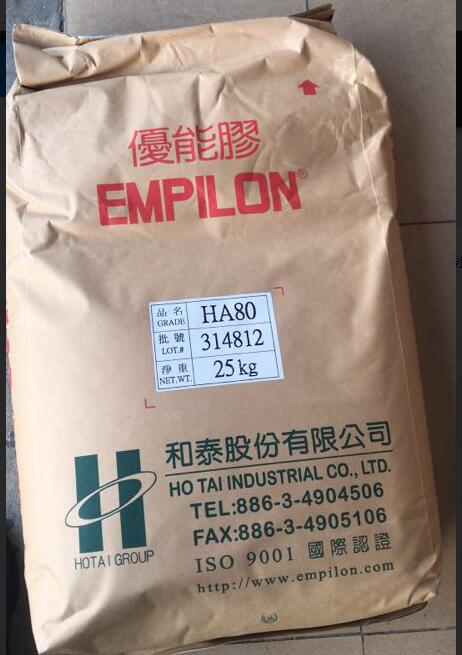 優能膠
EMPILON®
品名 GRADE HA80
批號 LOT.# 314812
淨重 NET.WT. 25kg
和泰股份有限公司
HO TAI INDUSTRIAL CO., LTD.
TEL:886-3-4904506
FAX:886-3-4905106
HOTAI GROUP
ISO 9001 國際認證
http://www.empilon.com